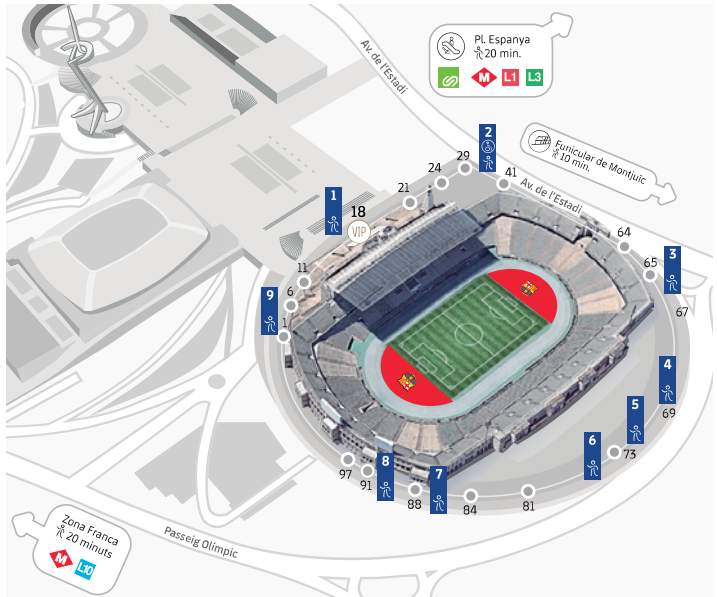 Pl. Espanya
20 min.
M
L1
L3
Av. de l'Estadi
Funicular de Montjuïc
10 min.
2
29
24
41
Av. de l'Estadi
21
1
18
VIP
64
3
65
11
6
9
1
67
4
69
5
6
73
97
91
8
7
88
84
81
Zona Franca
20 minuts
M
L10
Passeig Olímpic